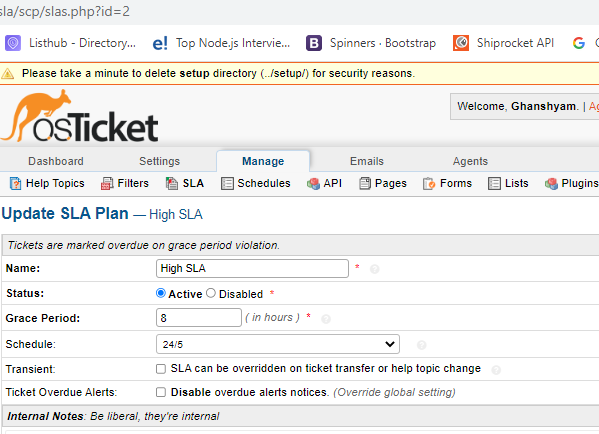 sla/scp/slas.php?id=2
Listhub - Directory... e! Top Node.js Intervie... B Spinners · Bootstrap Shiprocket API G
Please take a minute to delete setup directory (../setup/) for security reasons.
osTicket
Welcome, Ghanshyam. |
Dashboard Settings Manage Emails Agents
Help Topics Filters SLA Schedules API Pages Forms Lists Plugins
Update SLA Plan — High SLA
Tickets are marked overdue on grace period violation.
Name: High SLA *
Status: Active Disabled *
Grace Period: 8 ( in hours ) *
Schedule: 24/5
Transient: SLA can be overridden on ticket transfer or help topic change
Ticket Overdue Alerts: Disable overdue alerts notices. (Override global setting)
Internal Notes: Be liberal, they're internal